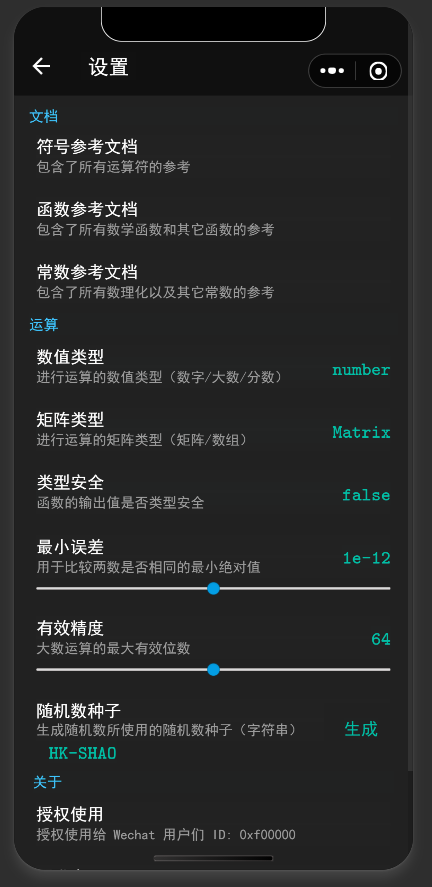 设置
文档
符号参考文档
包含了所有运算符的参考
函数参考文档
包含了所有数学函数和其它函数的参考
常数参考文档
包含了所有数理化以及其它常数的参考
运算
数值类型
进行运算的数值类型（数字/大数/分数）
number
矩阵类型
进行运算的矩阵类型（矩阵/数组）
Matrix
类型安全
函数的输出值是否类型安全
false
最小误差
用于比较两数是否相同的最小绝对值
1e-12
有效精度
大数运算的最大有效位数
64
随机数种子
生成随机数所使用的随机数种子（字符串）
生成
HK-SHAO
关于
授权使用
授权使用给 Wechat 用户们 ID: 0xf00000